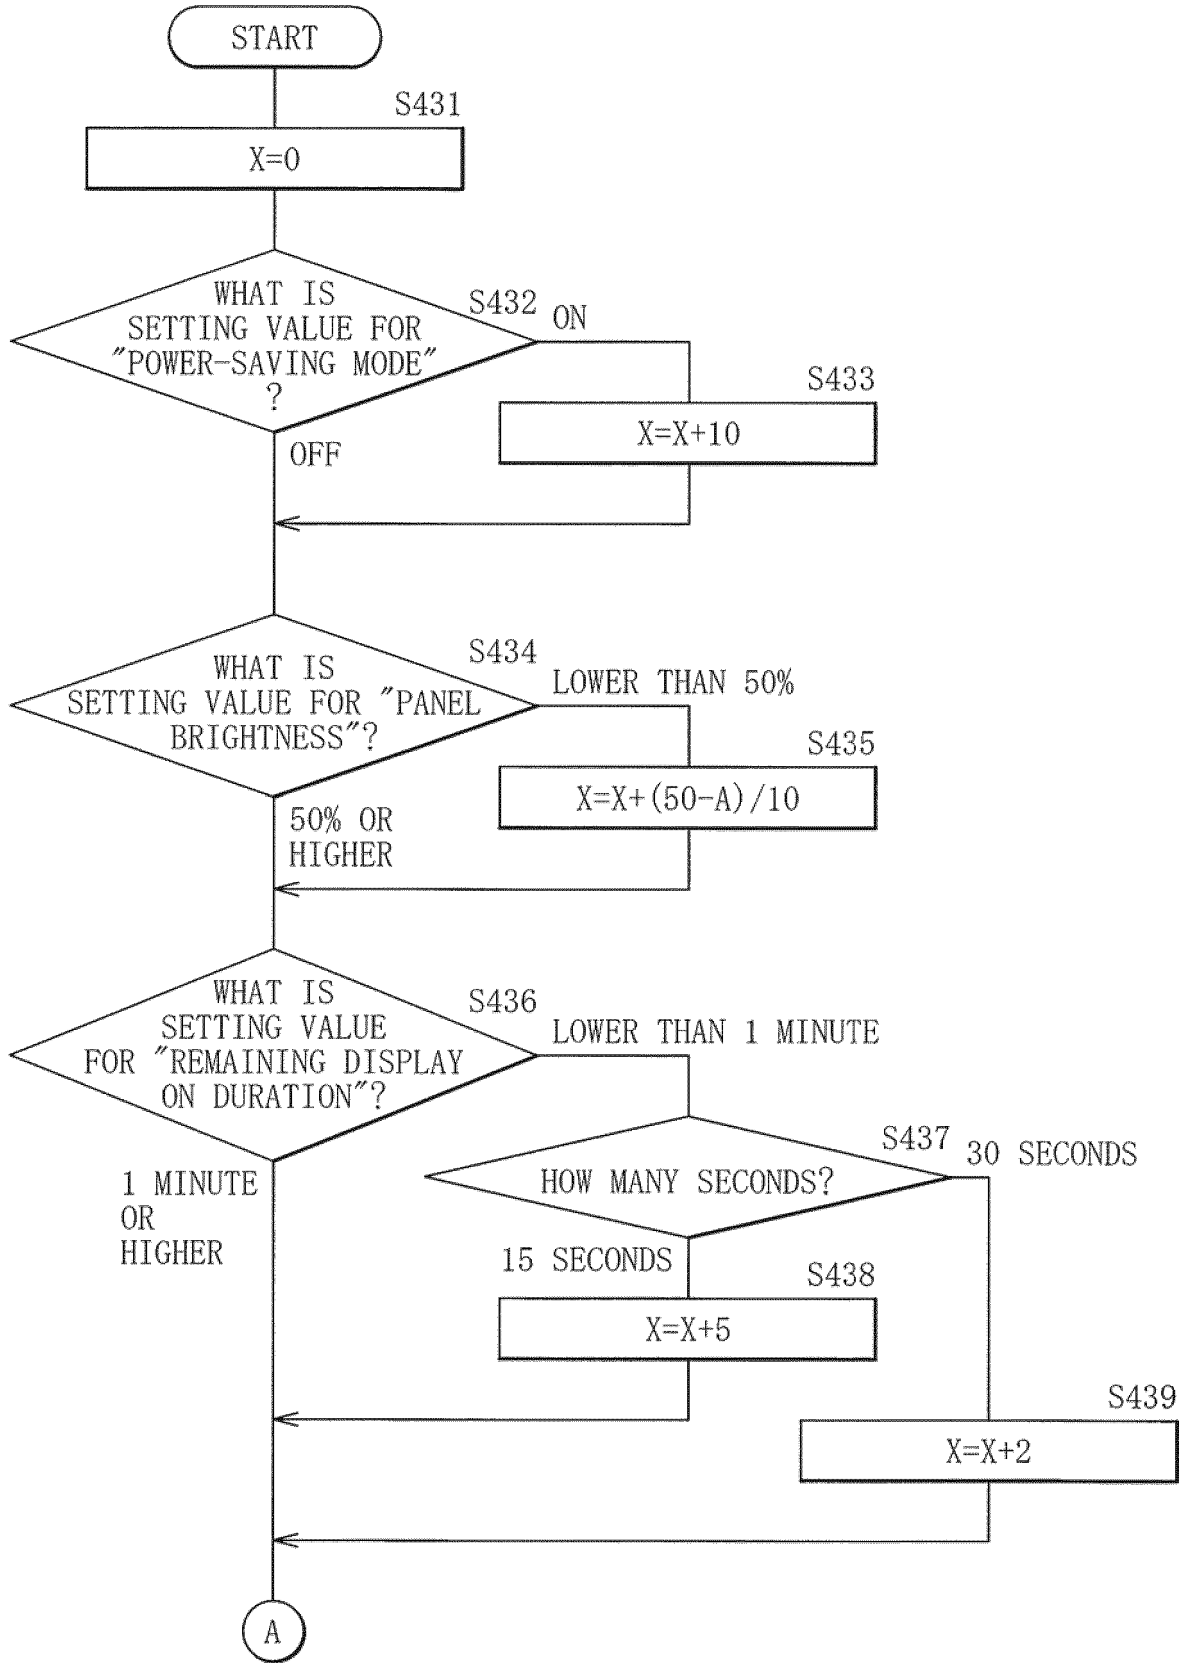 START
S431
X=0
WHAT IS
SETTING VALUE FOR
"POWER-SAVING MODE"
?
S432
ON
S433
X=X+10
OFF
WHAT IS
SETTING VALUE FOR "PANEL
BRIGHTNESS"?
S434
LOWER THAN 50%
S435
X=X+(50-A)/10
50% OR
HIGHER
WHAT IS
SETTING VALUE
FOR "REMAINING DISPLAY
ON DURATION"?
S436
LOWER THAN 1 MINUTE
HOW MANY SECONDS?
S437
30 SECONDS
1 MINUTE
OR
HIGHER
15 SECONDS
S438
X=X+5
S439
X=X+2
A